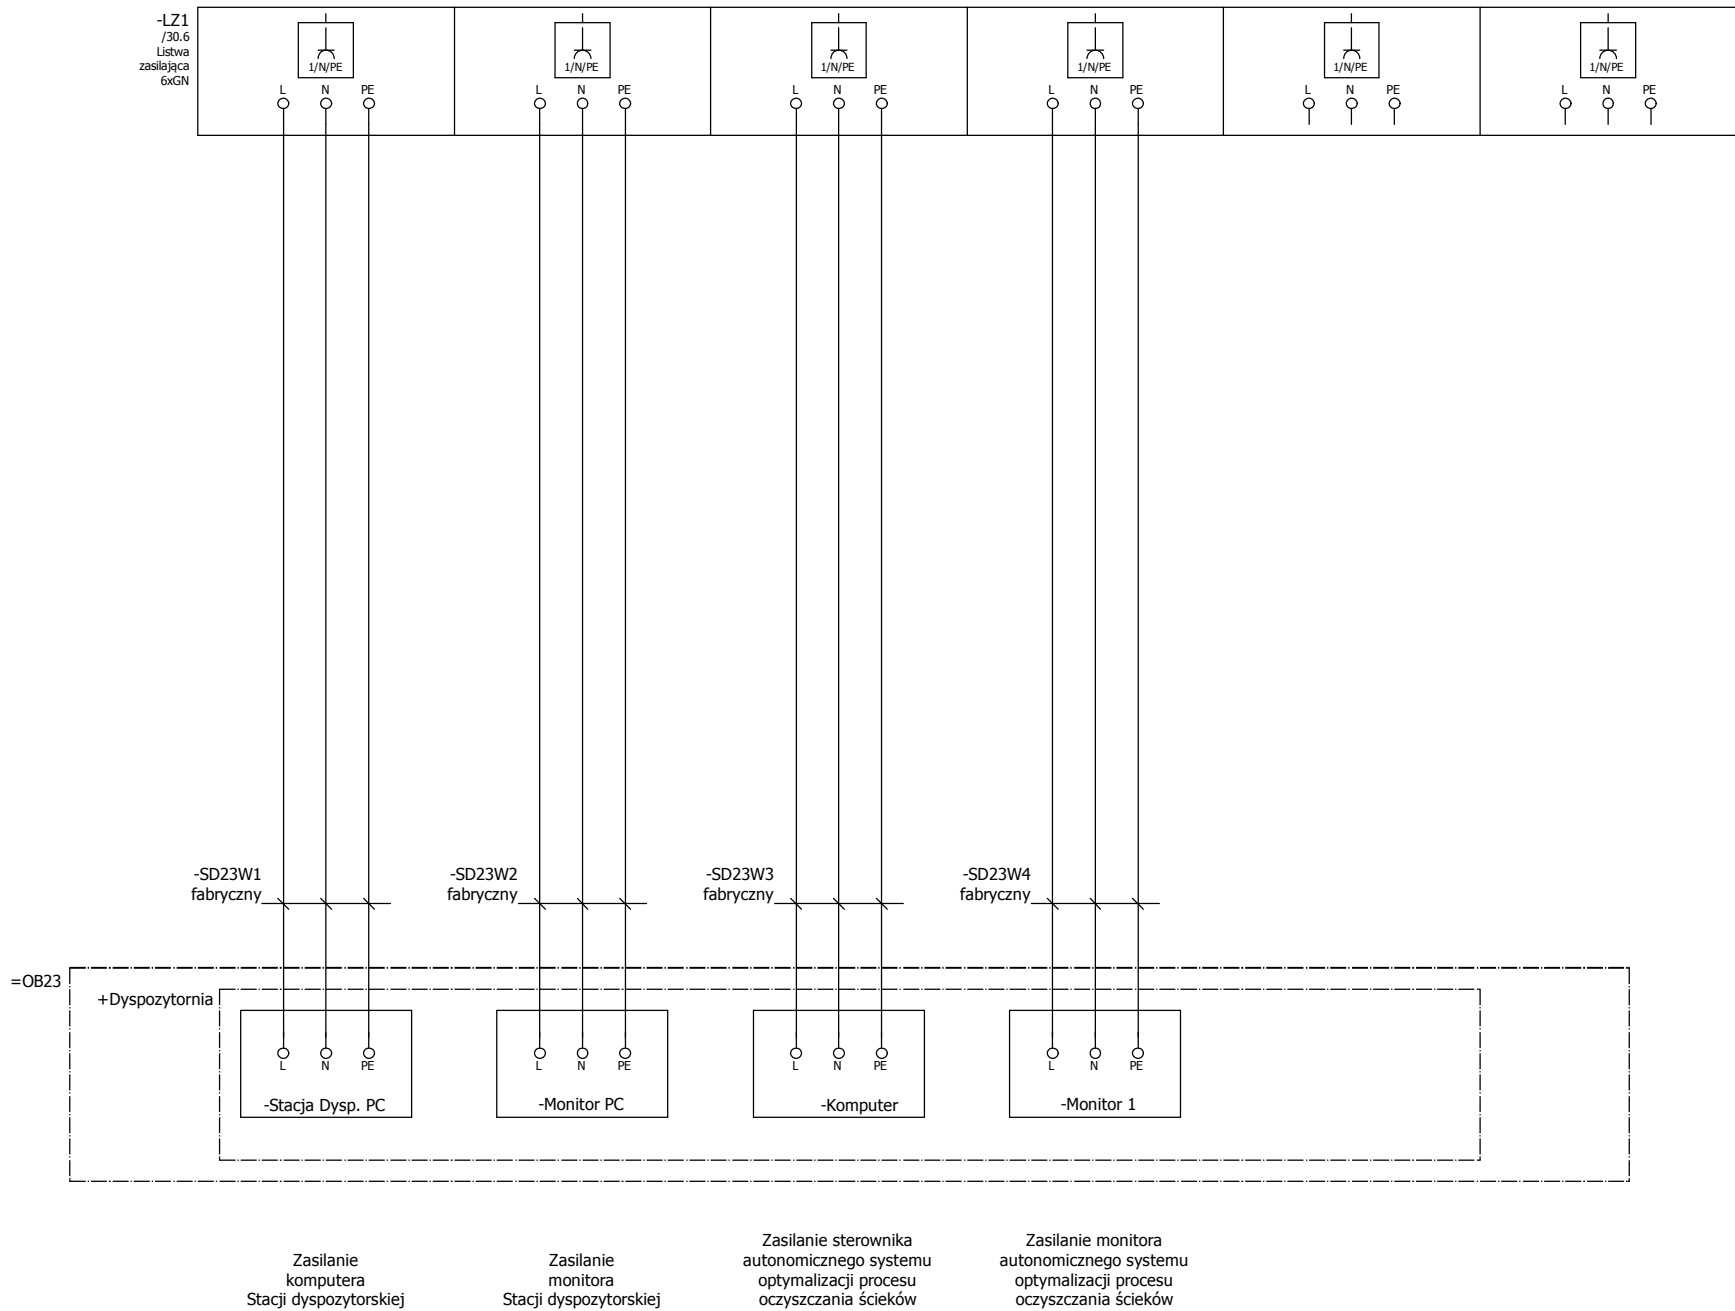 -LZ1
/30.6
Listwa
zasilająca
6xGN
1/N/PE
1/N/PE
1/N/PE
1/N/PE
1/N/PE
1/N/PE
L N PE
L N PE
L N PE
L N PE
L N PE
L N PE
-SD23W1
fabryczny
-SD23W2
fabryczny
-SD23W3
fabryczny
-SD23W4
fabryczny
=OB23
+Dyspozytornia
L N PE
-Stacja Dysp. PC
L N PE
-Monitor PC
L N PE
-Komputer
L N PE
-Monitor 1
Zasilanie
komputera
Stacji dyspozytorskiej
Zasilanie
monitora
Stacji dyspozytorskiej
Zasilanie sterownika
autonomicznego systemu
optymalizacji procesu
oczyszczania ścieków
Zasilanie monitora
autonomicznego systemu
optymalizacji procesu
oczyszczania ścieków